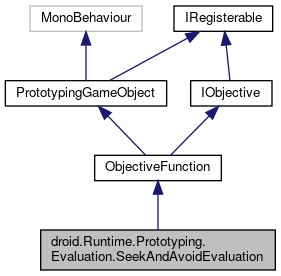 MonoBehaviour
IRegisterable
PrototypingGameObject
IObjective
ObjectiveFunction
droid.Runtime.Prototyping.
Evaluation.SeekAndAvoidEvaluation